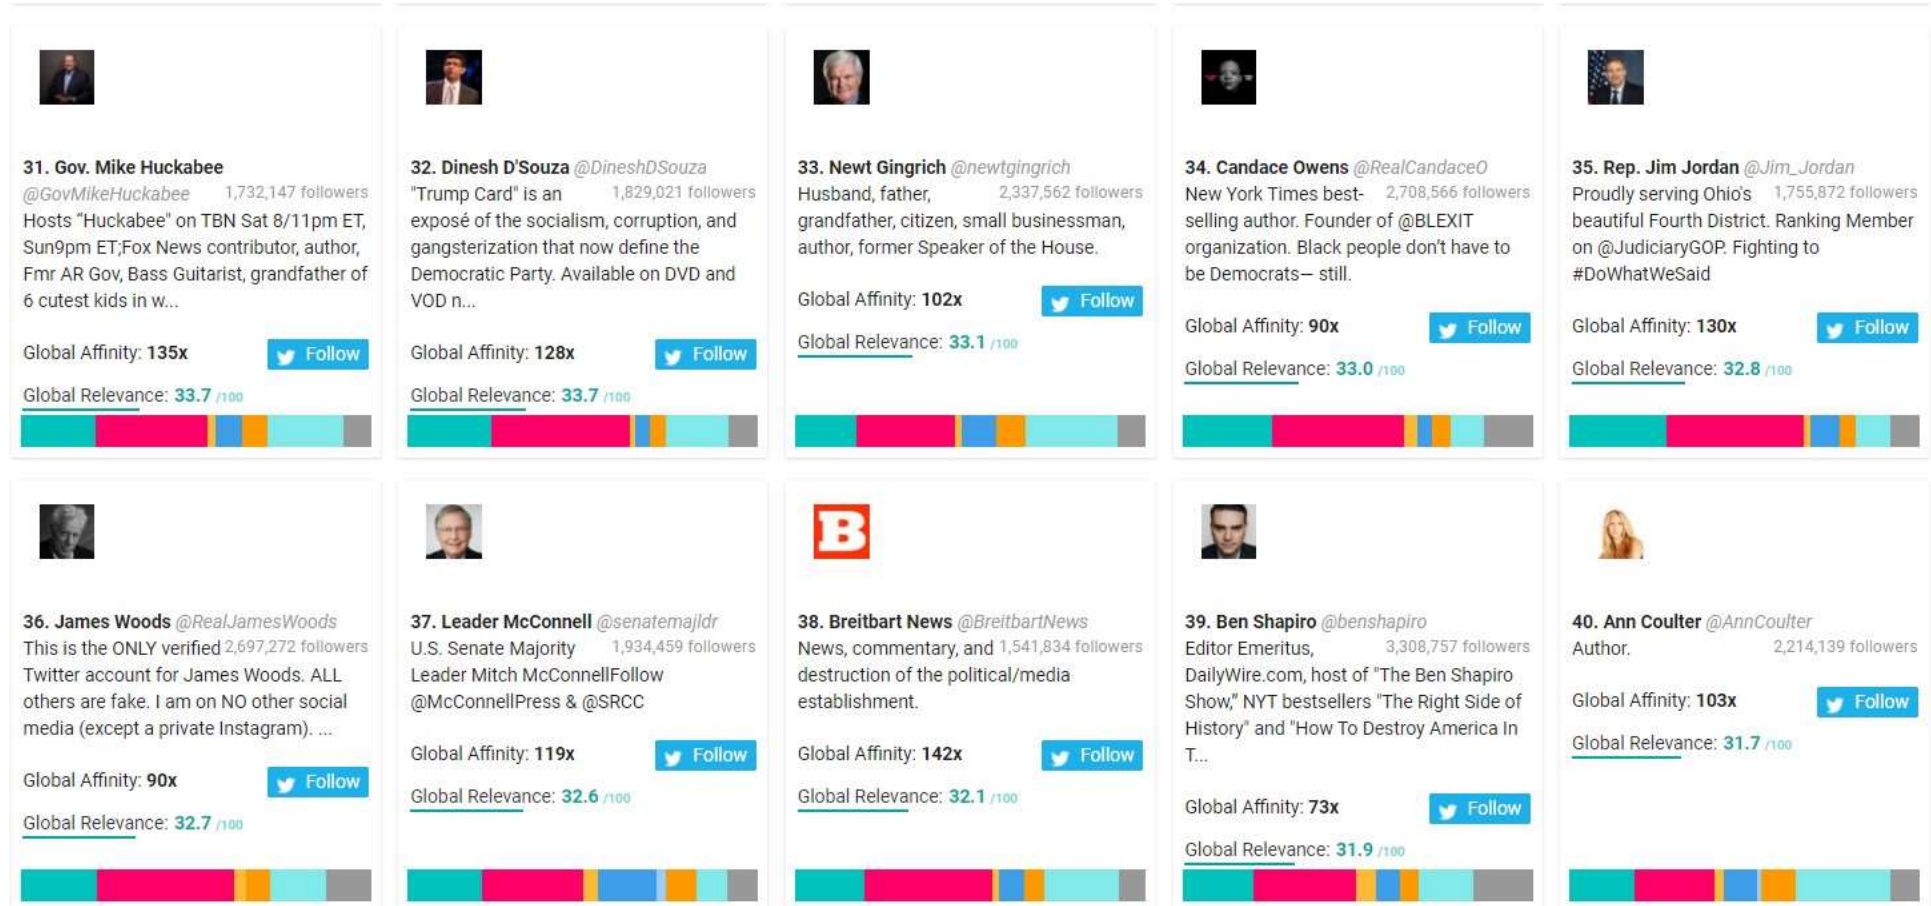 31. Gov. Mike Huckabee
@GovMikeHuckabee 1,732,147 followers
Hosts “Huckabee" on TBN Sat 8/11pm ET,
Sun9pm ET;Fox News contributor, author,
Fmr AR Gov, Bass Guitarist, grandfather of
6 cutest kids in w...
Global Affinity: 135x
Follow
Global Relevance: 33.7 /100
32. Dinesh D'Souza @DineshDSouza
"Trump Card" is an 1,829,021 followers
exposé of the socialism, corruption, and
gangsterization that now define the
Democratic Party. Available on DVD and
VOD n...
Global Affinity: 128x
Follow
Global Relevance: 33.7 /100
33. Newt Gingrich @newtgingrich
Husband, father, 2,337,562 followers
grandfather, citizen, small businessman,
author, former Speaker of the House.
Global Affinity: 102x
Follow
Global Relevance: 33.1 /100
34. Candace Owens @RealCandaceO
New York Times best- 2,708,566 followers
selling author. Founder of @BLEXIT
organization. Black people don't have to
be Democrats— still.
Global Affinity: 90x
Follow
Global Relevance: 33.0 /100
35. Rep. Jim Jordan @Jim_Jordan
Proudly serving Ohio's 1,755,872 followers
beautiful Fourth District. Ranking Member
on @JudiciaryGOP. Fighting to
#DoWhatWeSaid
Global Affinity: 130x
Follow
Global Relevance: 32.8 /100
36. James Woods @RealJamesWoods
This is the ONLY verified 2,697,272 followers
Twitter account for James Woods. ALL
others are fake. I am on NO other social
media (except a private Instagram). ...
Global Affinity: 90x
Follow
Global Relevance: 32.7 /100
37. Leader McConnell @senatemajldr
U.S. Senate Majority 1,934,459 followers
Leader Mitch McConnellFollow
@McConnellPress & @SRCC
Global Affinity: 119x
Follow
Global Relevance: 32.6 /100
B
38. Breitbart News @BreitbartNews
News, commentary, and 1,541,834 followers
destruction of the political/media
establishment.
Global Affinity: 142x
Follow
Global Relevance: 32.1 /100
39. Ben Shapiro @benshapiro
Editor Emeritus, 3,308,757 followers
DailyWire.com, host of "The Ben Shapiro
Show," NYT bestsellers "The Right Side of
History" and "How To Destroy America In
T...
Global Affinity: 73x
Follow
Global Relevance: 31.9 /100
40. Ann Coulter @AnnCoulter
Author. 2,214,139 followers
Global Affinity: 103x
Follow
Global Relevance: 31.7 /100